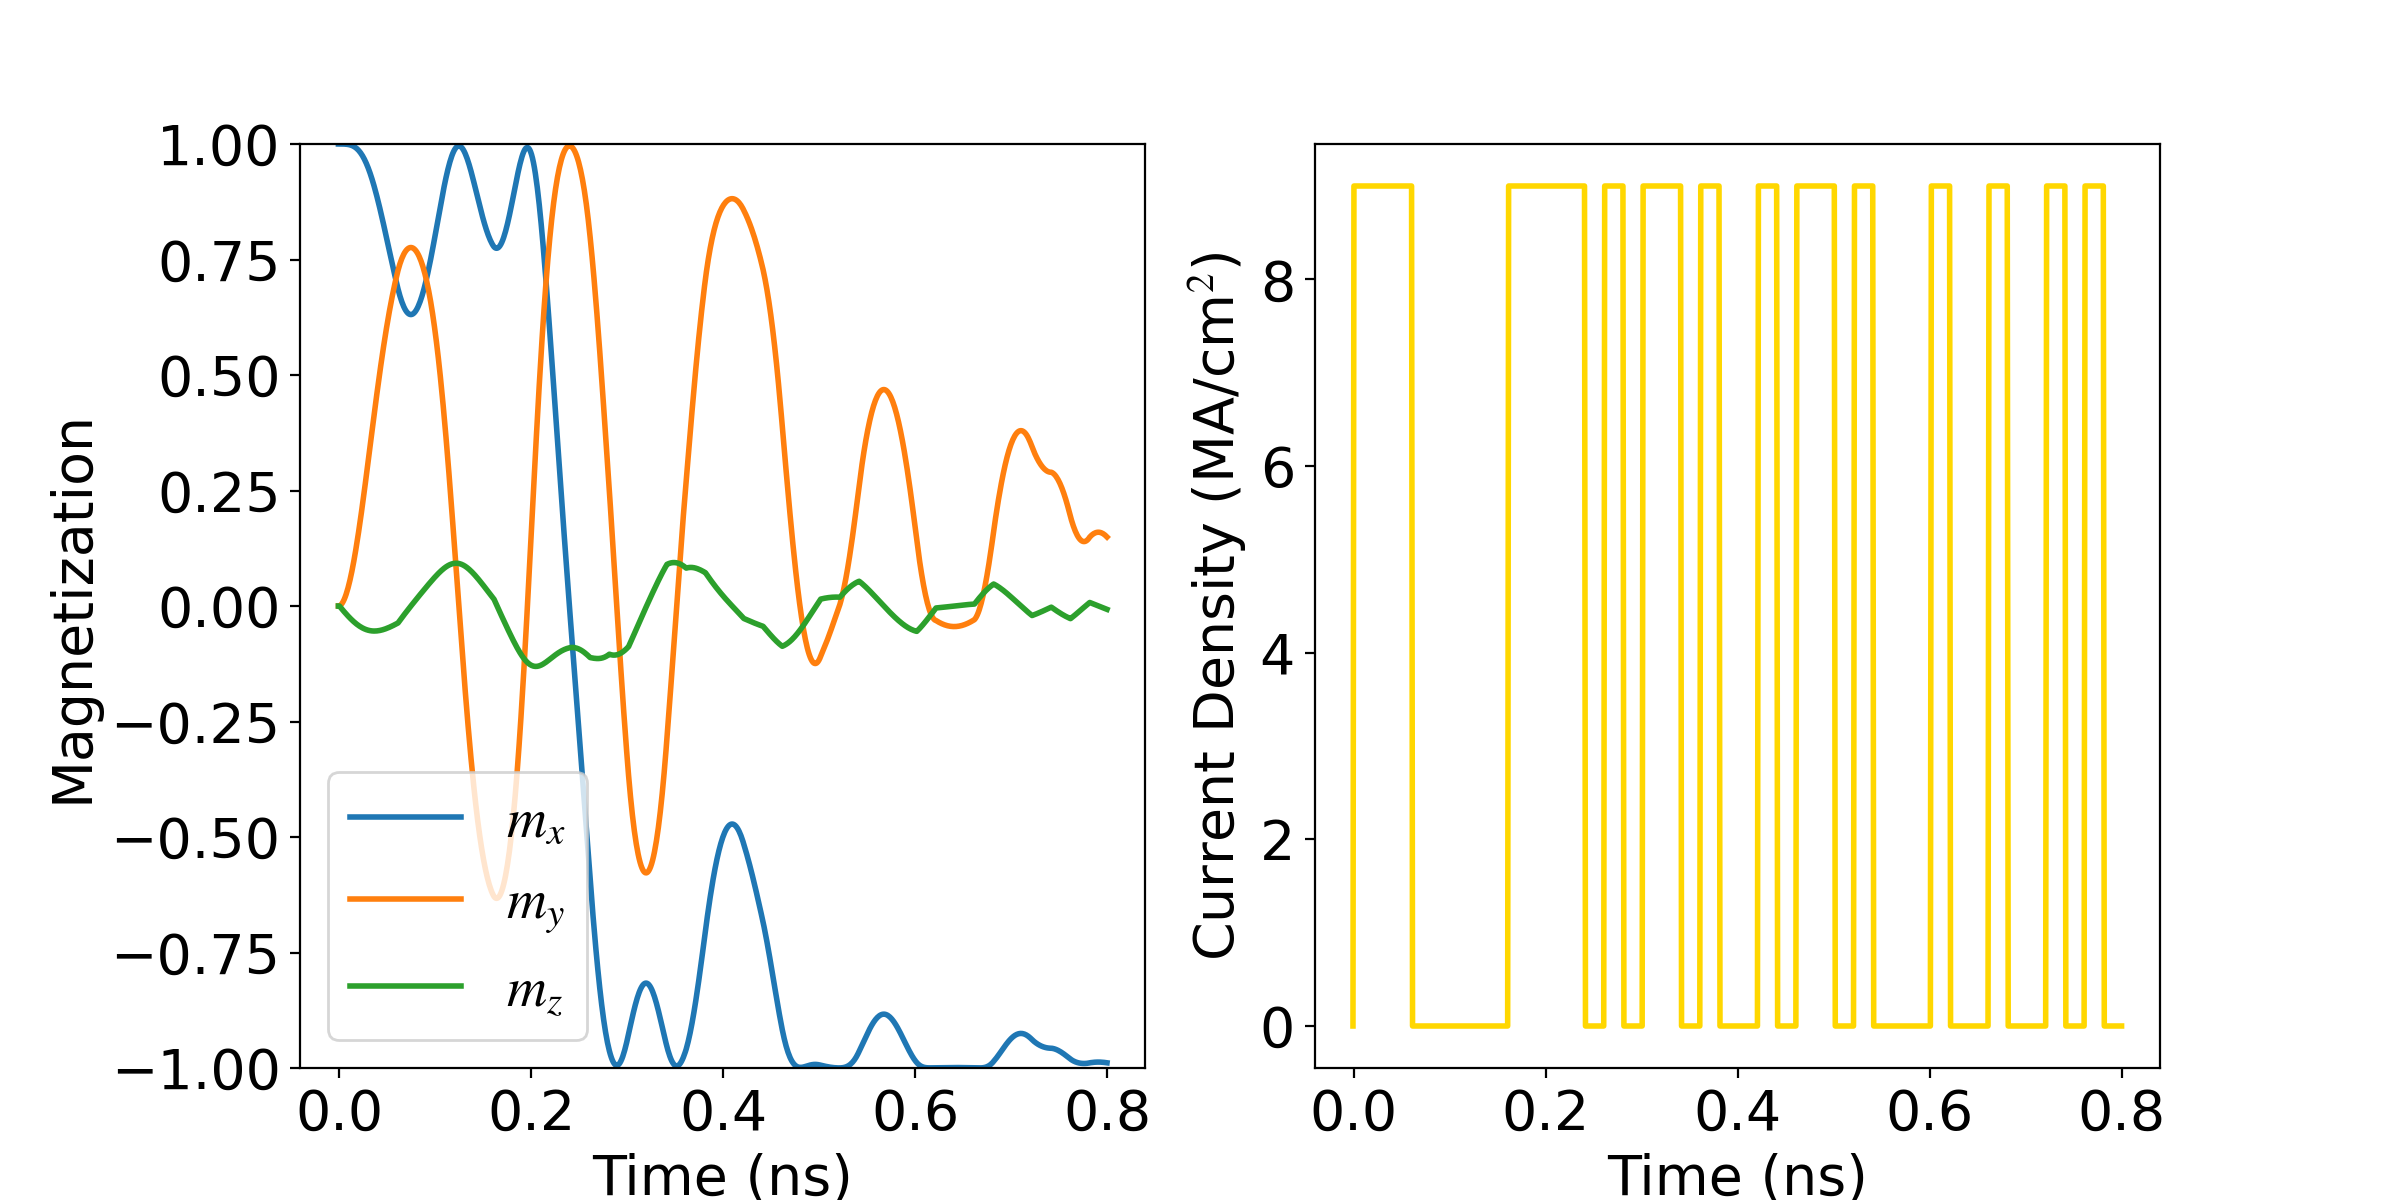 Magnetization
1.00
0.75
0.50
0.25
0.00
−0.25
−0.50
−0.75
−1.00
m_x
m_y
m_z
0.0 0.2 0.4 0.6 0.8
Time (ns)
Current Density (MA/cm²)
8
6
4
2
0
0.0 0.2 0.4 0.6 0.8
Time (ns)